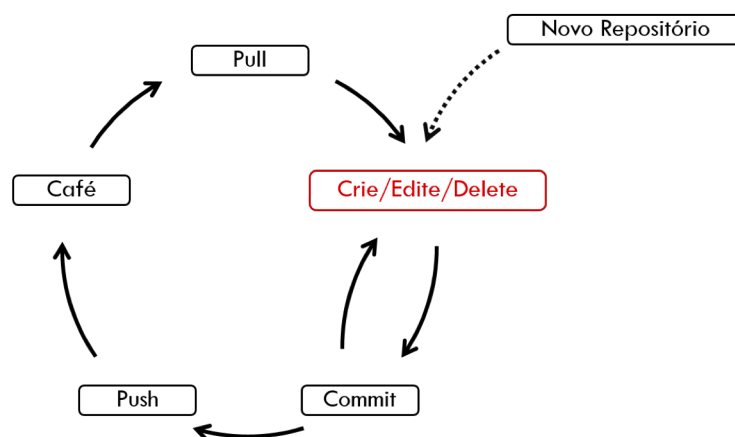 Novo Repositório
Pull
Café
Crie/Edite/Delete
Push
Commit